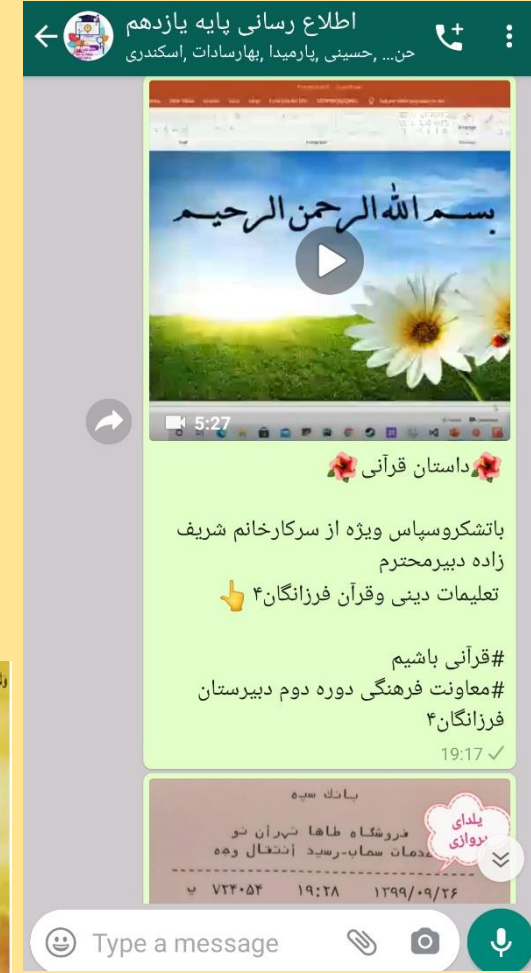 اطلاع رسانی پایه یازدهم
حن... ,حسینی ,پارمیدا ,بهارسادات ,اسکندری
بسم الله الرحمن الرحیم
5:27
🌺داستان قرآنی🌺
باتشکروسپاس ویژه از سرکارخانم شریف
زاده دبیرمحترم
تعلیمات دینی وقرآن فرزانگان۴ 👆
#قرآنی باشیم
#معاونت فرهنگی دوره دوم دبیرستان
فرزانگان۴
19:17
بانک سپه
یلدای
پروازی
فروشگاه طاها تهران نو
خدمات سماب-رسید انتقال وجه
۱۳۹۹/۰۹/۲۶ ۱۹:۲۸ ۷۲۴۰۵۴ ب
Type a message